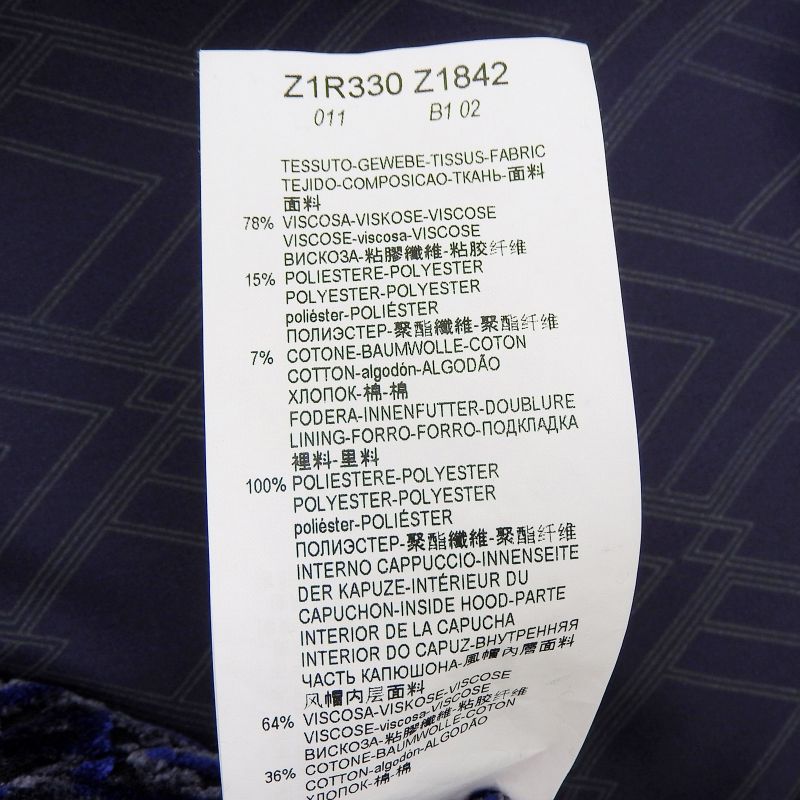 Z1R330 Z1842
011 B1 02
TESSUTO-GEWEBE-TISSUS-FABRIC
TEJIDO-COMPOSICAO-ТКАНЬ-面料
面料
78% VISCOSA-VISKOSE-VISCOSE
VISCOSE-viscosa-VISCOSE
ВИСКОЗА-粘膠纖維-粘胶纤维
15% POLIESTERE-POLYESTER
POLYESTER-POLYESTER
poliéster-POLIÉSTER
ПОЛИЭСТЕР-聚酯纖維-聚酯纤维
7% COTONE-BAUMWOLLE-COTON
COTTON-algodón-ALGODÃO
ХЛОПОК-棉-棉
FODERA-INNENFUTTER-DOUBLURE
LINING-FORRO-FORRO-ПОДКЛАДКА
裡料-里料
100% POLIESTERE-POLYESTER
POLYESTER-POLYESTER
poliéster-POLIÉSTER
ПОЛИЭСТЕР-聚酯纖維-聚酯纤维
INTERNO CAPPUCCIO-INNENSEITE
DER KAPUZE-INTÉRIEUR DU
CAPUCHON-INSIDE HOOD-PARTE
INTERIOR DE LA CAPUCHA
INTERIOR DO CAPUZ-ВНУТРЕННЯЯ
ЧАСТЬ КАПЮШОНА-風帽內層面料
风帽内层面料
64% VISCOSA-VISKOSE-VISCOSE
VISCOSE-viscosa-VISCOSE
ВИСКОЗА-粘膠纖維-粘胶纤维
36% COTONE-BAUMWOLLE-COTON
COTTON-algodón-ALGODÃO
ХЛОПОК-棉-棉